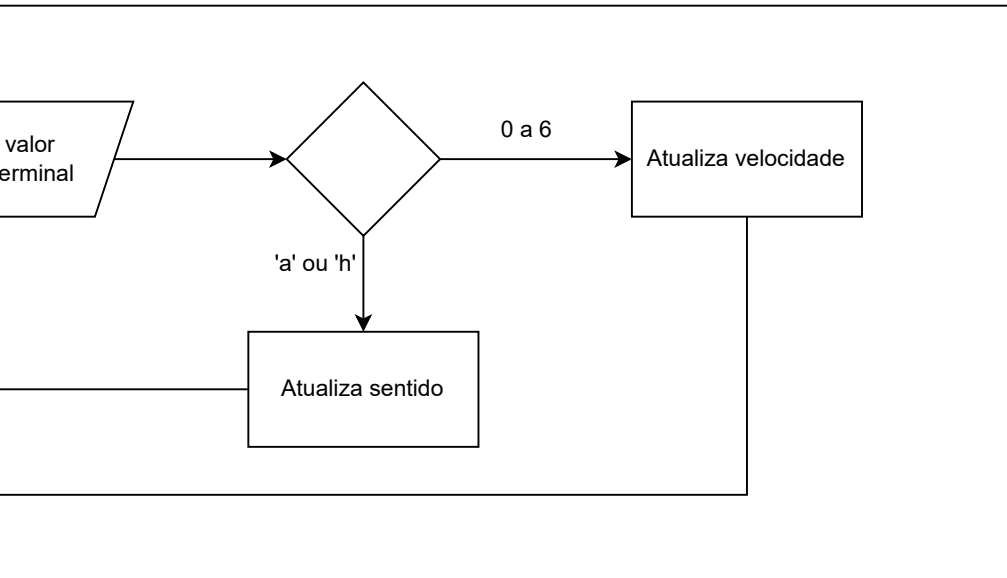 valor
erminal
0 a 6
Atualiza velocidade
'a' ou 'h'
Atualiza sentido